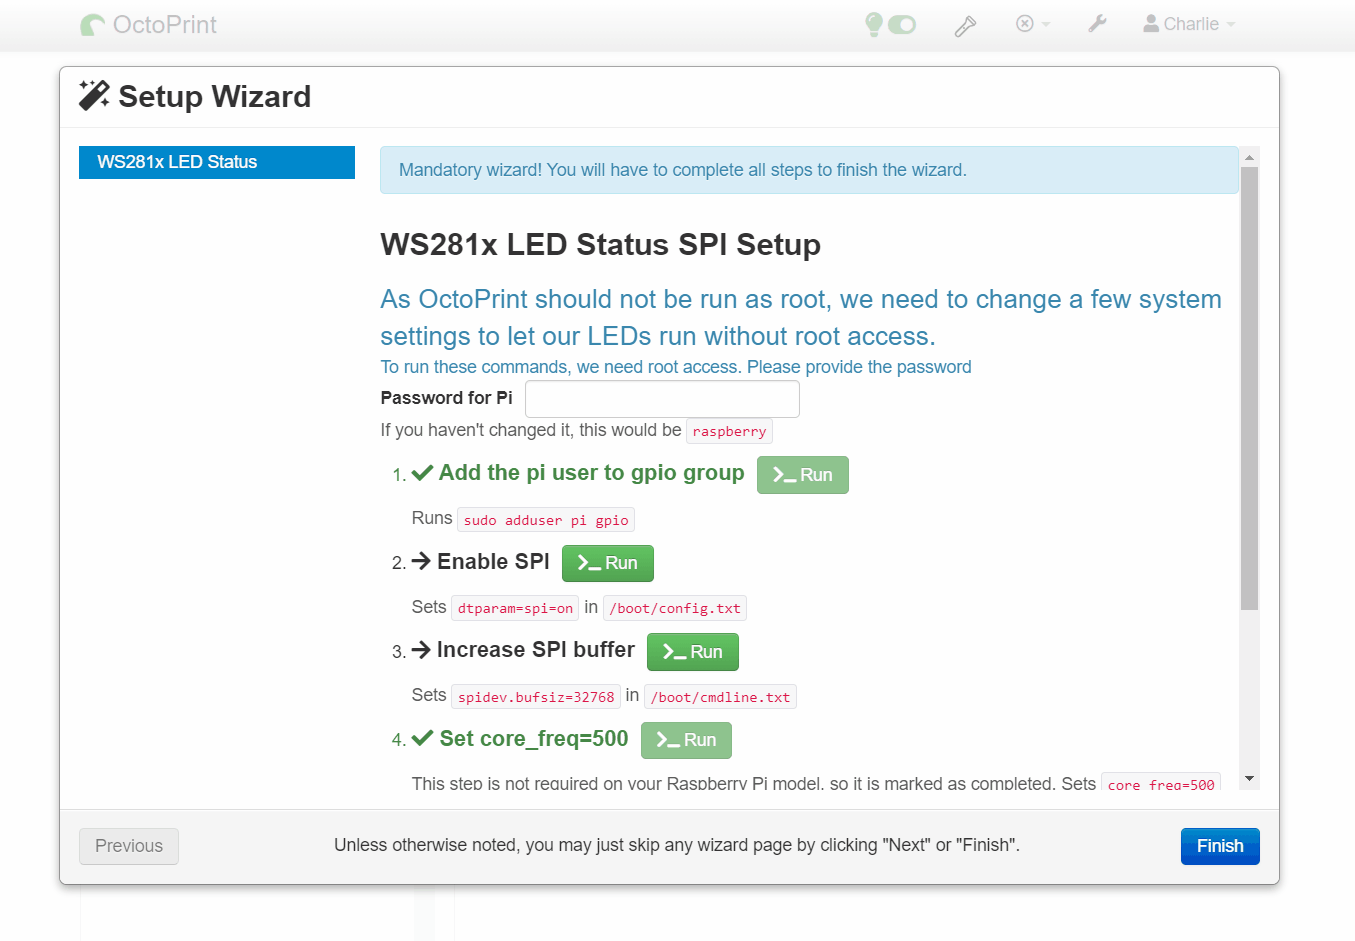 OctoPrint
Charlie
Setup Wizard
WS281x LED Status
Mandatory wizard! You will have to complete all steps to finish the wizard.
WS281x LED Status SPI Setup
As OctoPrint should not be run as root, we need to change a few system
settings to let our LEDs run without root access.
To run these commands, we need root access. Please provide the password
Password for Pi
If you haven't changed it, this would be raspberry
1. Add the pi user to gpio group >_ Run
Runs sudo adduser pi gpio
2. Enable SPI >_ Run
Sets dtparam=spi=on in /boot/config.txt
3. Increase SPI buffer >_ Run
Sets spidev.bufsiz=32768 in /boot/cmdline.txt
4. Set core_freq=500 >_ Run
This step is not required on your Raspberry Pi model, so it is marked as completed. Sets core_freq=500
Previous
Unless otherwise noted, you may just skip any wizard page by clicking "Next" or "Finish".
Finish